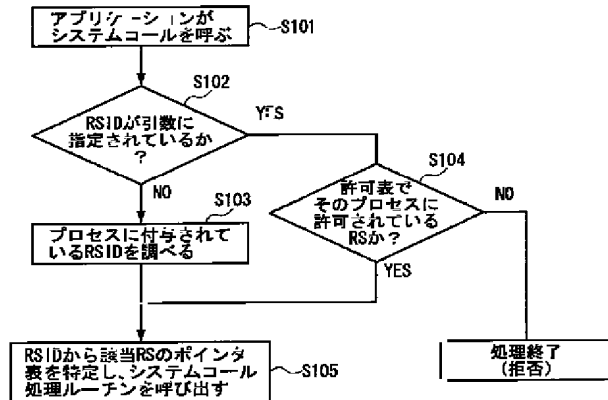 アプリケーションが
システムコールを呼ぶ
S101
S102
RSIDが引数に
指定されているか
?
YES
NO
S103
プロセスに付与されて
いるRSIDを調べる
S104
許可表で
そのプロセスに
許可されている
RSか?
NO
YES
RSIDから該当RSのポインタ
表を特定し、システムコール
処理ルーチンを呼び出す
S105
処理終了
(拒否)